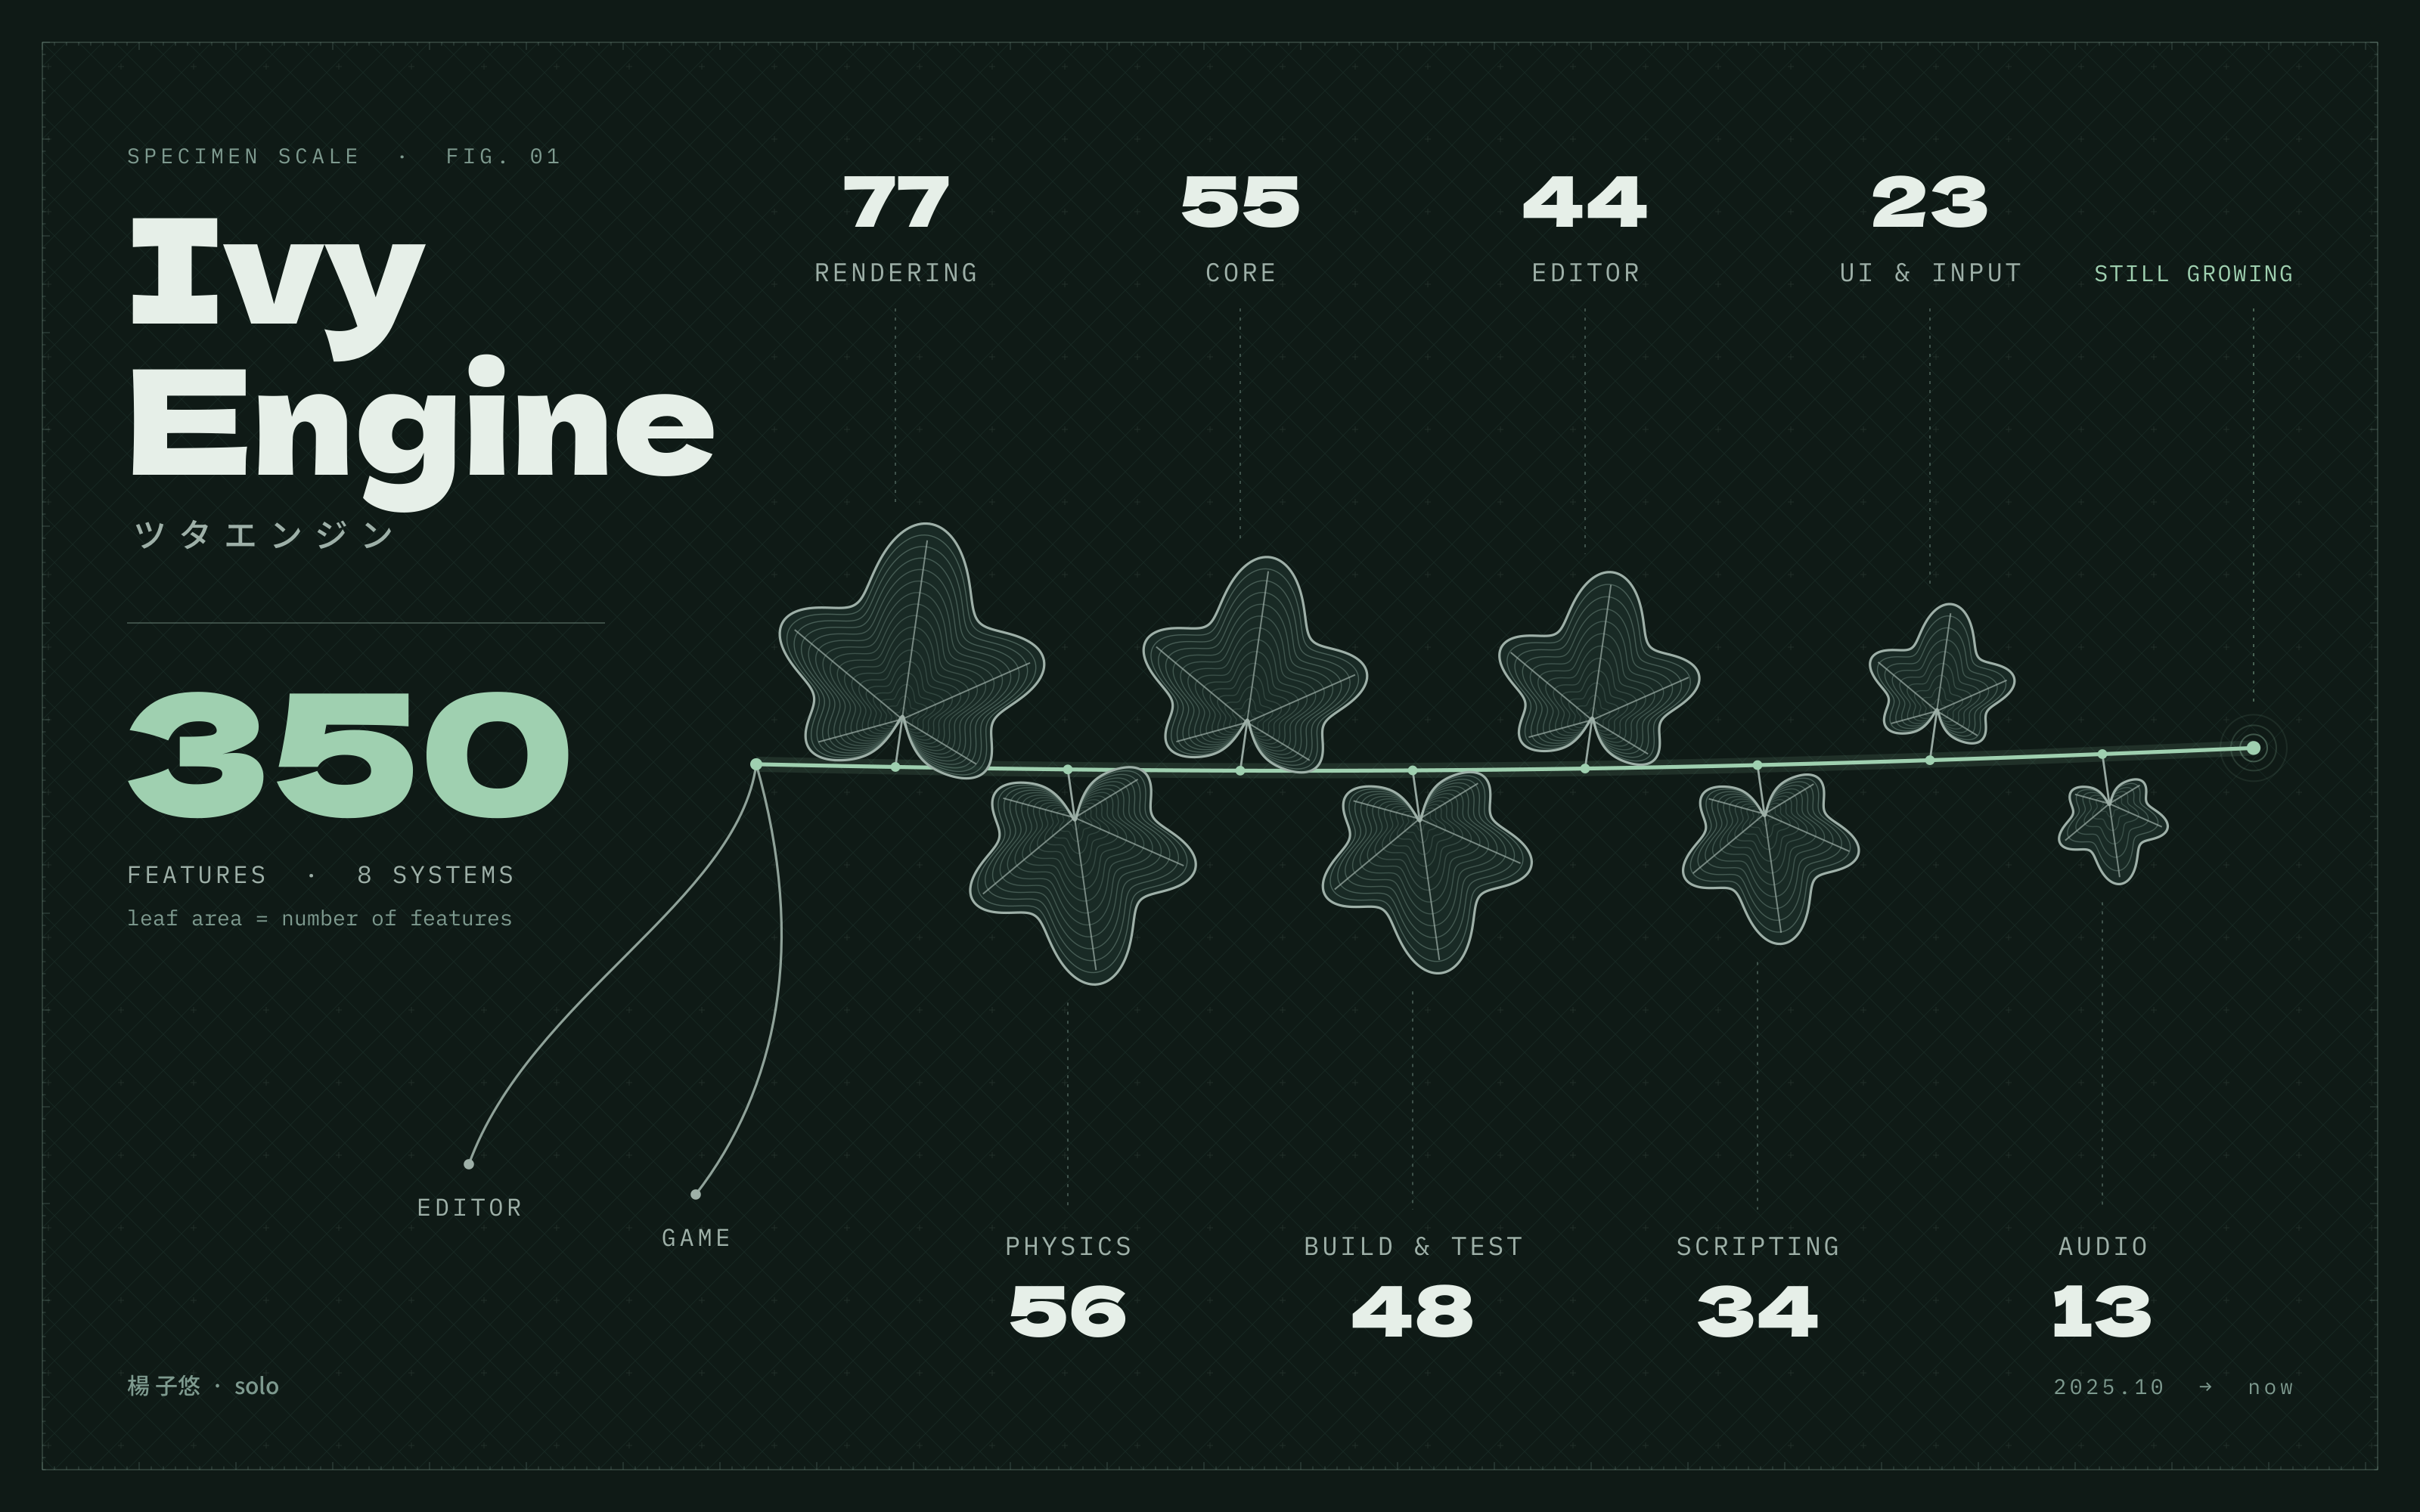 SPECIMEN SCALE · FIG. 01
Ivy
Engine
ツタエンジン
350
FEATURES · 8 SYSTEMS
leaf area = number of features
77
RENDERING
55
CORE
44
EDITOR
23
UI & INPUT
STILL GROWING
EDITOR
GAME
PHYSICS
56
BUILD & TEST
48
SCRIPTING
34
AUDIO
13
楊 子悠 · solo
2025.10 → now